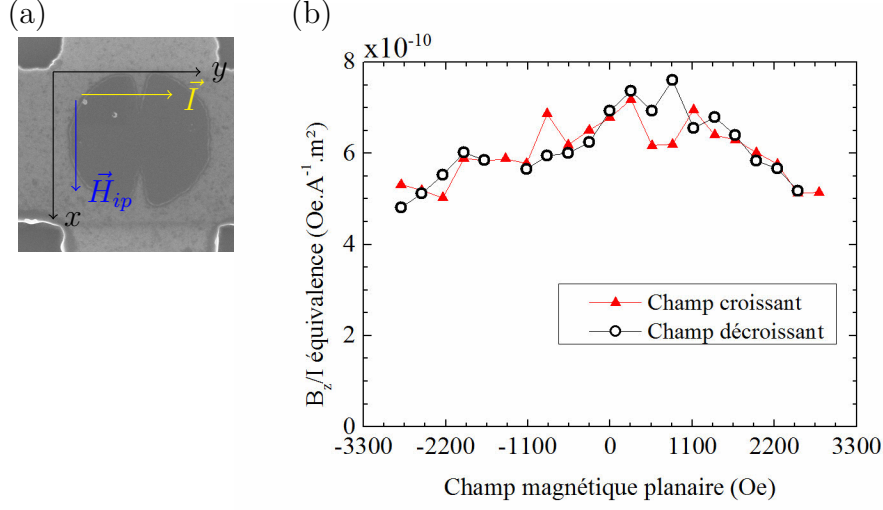 (a)
y
I
H_ip
x
(b)
x10^-10
8
6
4
2
0
B_z/I équivalence (Oe.A^-1.m²)
Champ croissant
Champ décroissant
-3300 -2200 -1100 0 1100 2200 3300
Champ magnétique planaire (Oe)